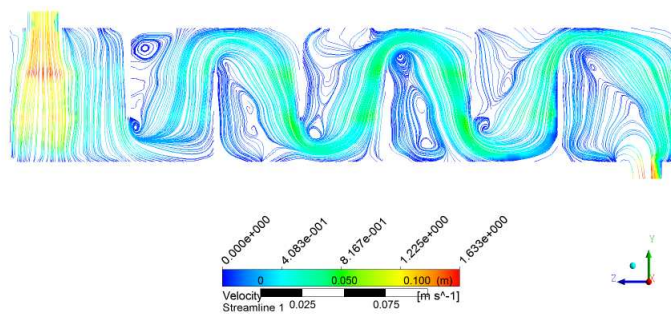 0.000e+000
4.083e-001
8.167e-001
1.225e+000
1.633e+000
0 0.050 0.100 (m)
Velocity [m s^-1]
Streamline 1 0.025 0.075
Y
Z X